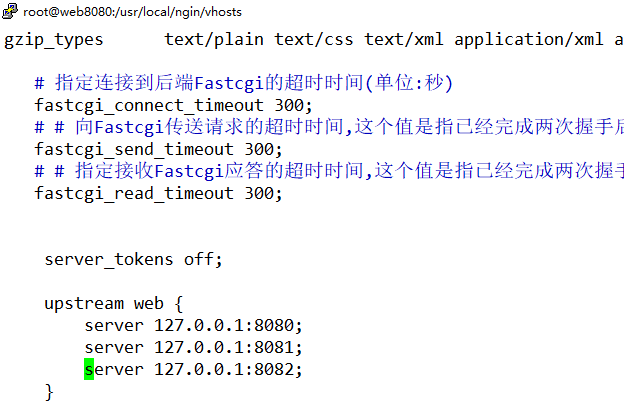 root@web8080:/usr/local/ngin/vhosts
gzip_types text/plain text/css text/xml application/xml a
# 指定连接到后端Fastcgi的超时时间(单位:秒)
fastcgi_connect_timeout 300;
# # 向Fastcgi传送请求的超时时间,这个值是指已经完成两次握手后
fastcgi_send_timeout 300;
# # 指定接收Fastcgi应答的超时时间,这个值是指已经完成两次握手
fastcgi_read_timeout 300;
server_tokens off;
upstream web {
server 127.0.0.1:8080;
server 127.0.0.1:8081;
server 127.0.0.1:8082;
}